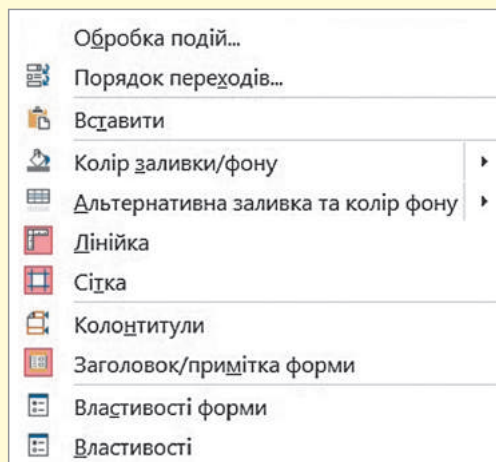 Обробка подій...
Порядок переходів...
Вставити
Колір заливки/фону
Альтернативна заливка та колір фону
Лінійка
Сітка
Колонтитули
Заголовок/примітка форми
Властивості форми
Властивості